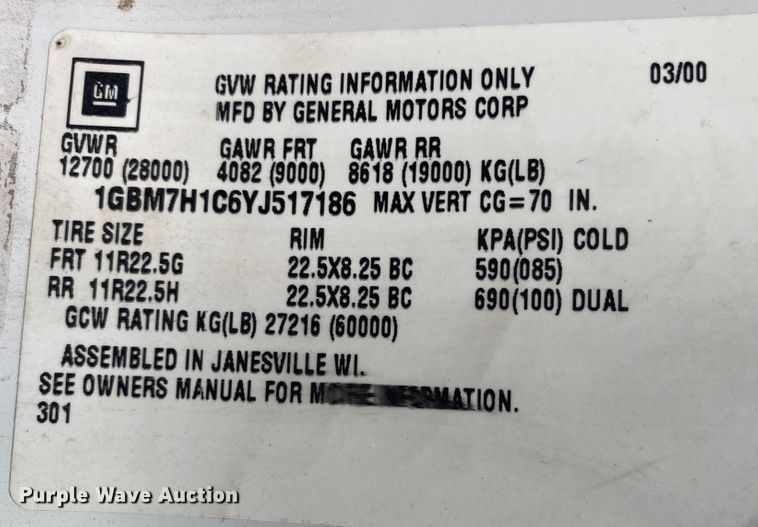 GM
GVW RATING INFORMATION ONLY 03/00
MFD BY GENERAL MOTORS CORP
GVWR GAWR FRT GAWR RR
12700 (28000) 4082 (9000) 8618 (19000) KG(LB)
1GBM7H1C6YJ517186 MAX VERT CG=70 IN.
TIRE SIZE RIM KPA(PSI) COLD
FRT 11R22.5G 22.5X8.25 BC 590(085)
RR 11R22.5H 22.5X8.25 BC 690(100) DUAL
GCW RATING KG(LB) 27216 (60000)
ASSEMBLED IN JANESVILLE WI.
SEE OWNERS MANUAL FOR MORE INFORMATION.
301
Purple Wave Auction